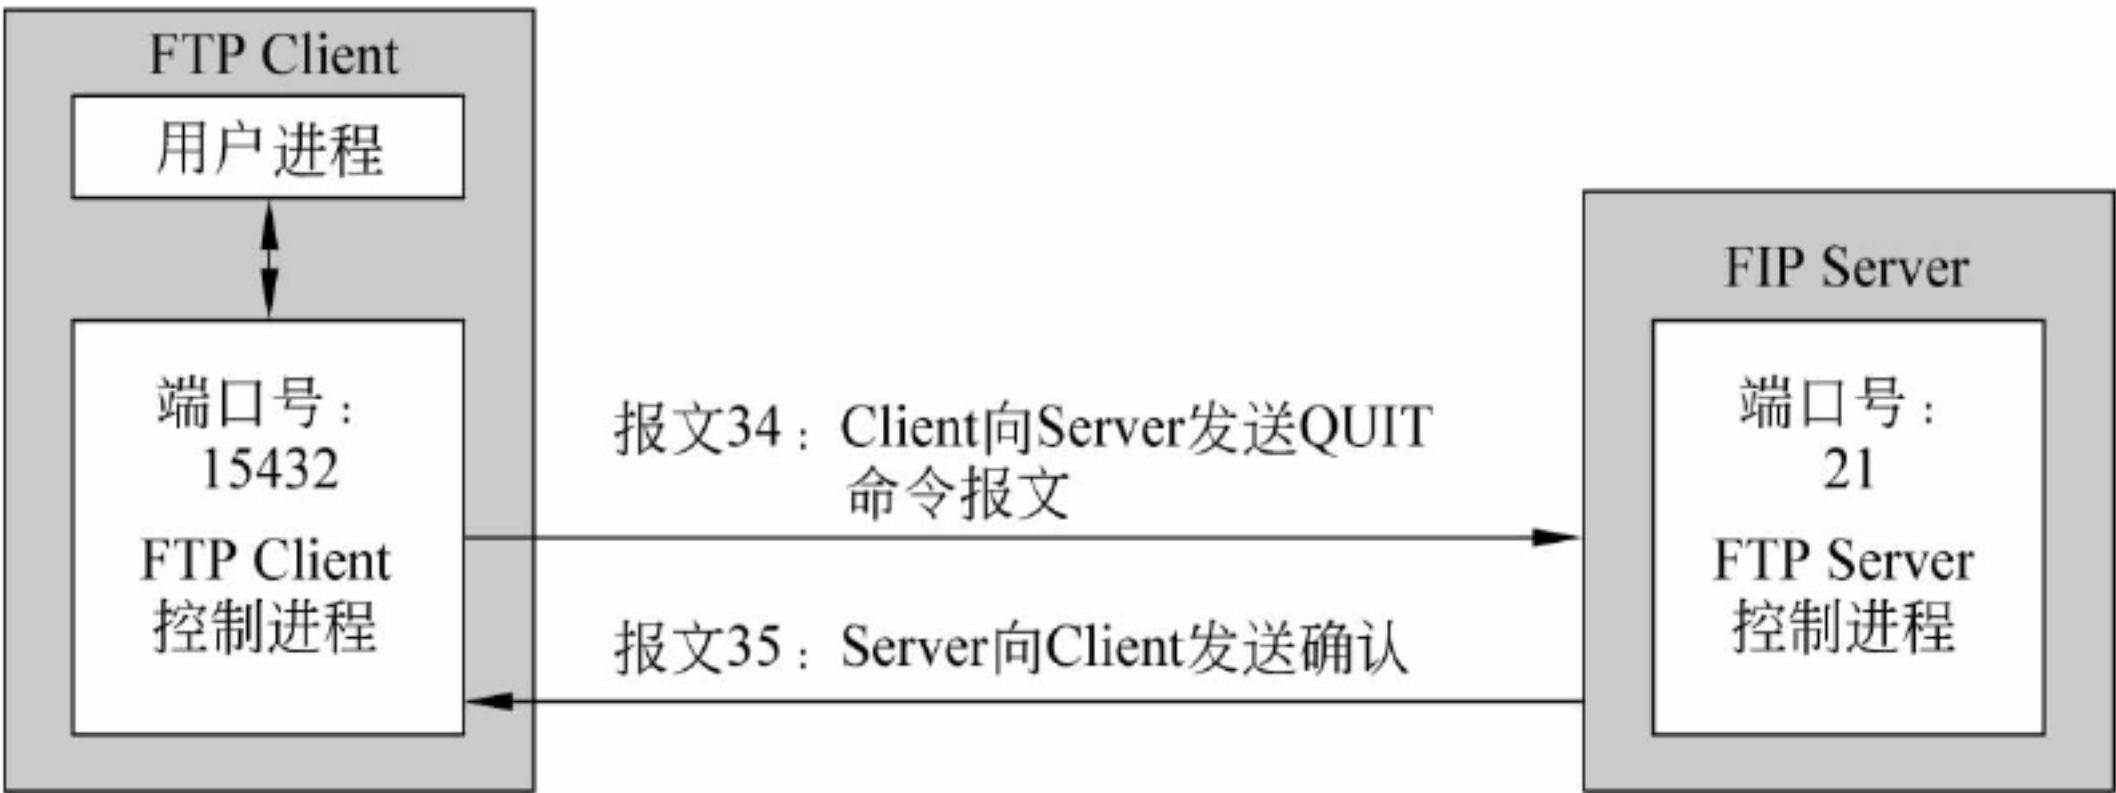 FTP Client
用户进程
端口号：
15432
FTP Client
控制进程
报文34：Client向Server发送QUIT
命令报文
报文35：Server向Client发送确认
FIP Server
端口号：
21
FTP Server
控制进程